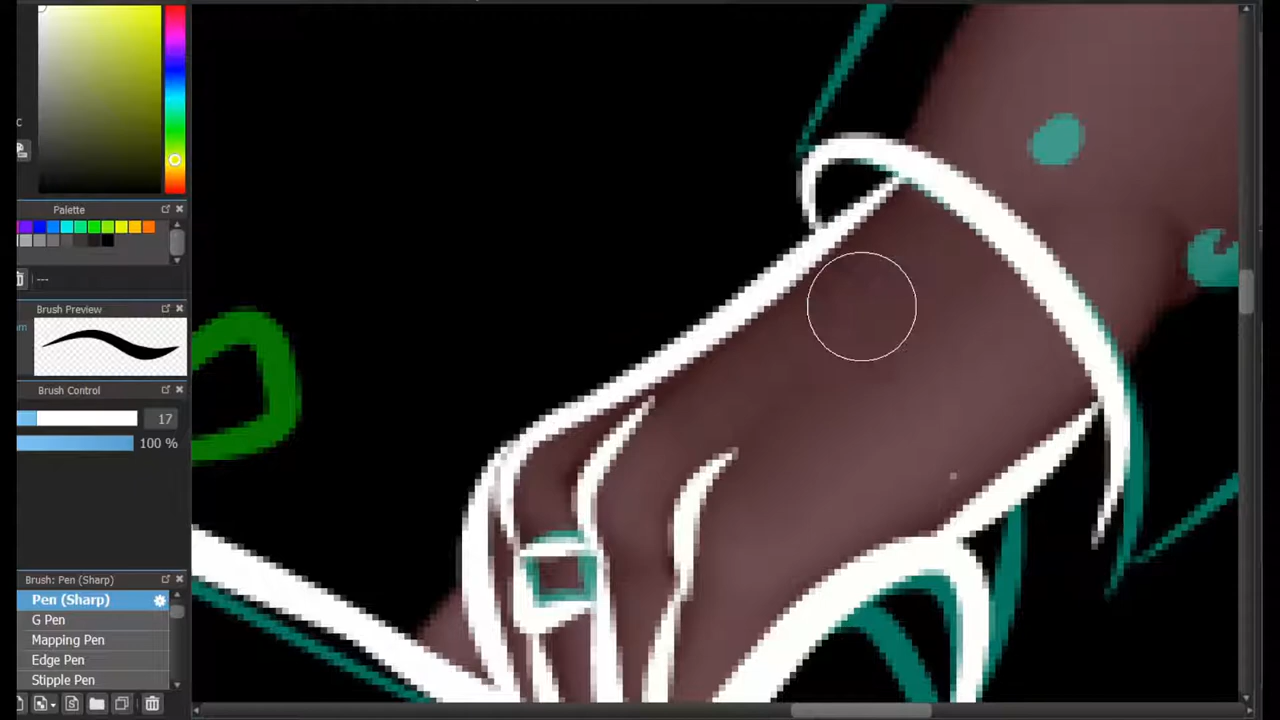 C
Palette
---
Brush Preview
am
Brush Control
17
100 %
Brush: Pen (Sharp)
Pen (Sharp)
G Pen
Mapping Pen
Edge Pen
Stipple Pen